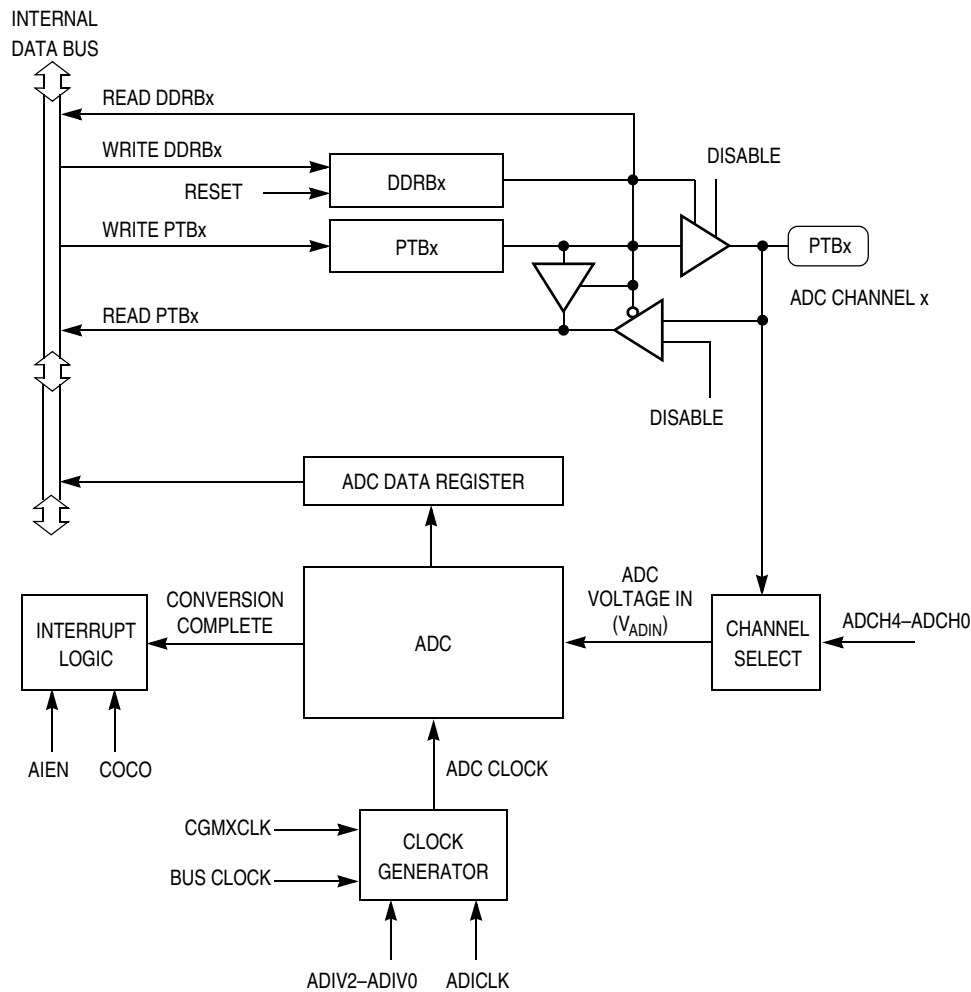 INTERNAL
DATA BUS
READ DDRBx
WRITE DDRBx
DISABLE
RESET
DDRBx
WRITE PTBx
PTBx
PTBx
ADC CHANNEL x
READ PTBx
DISABLE
ADC DATA REGISTER
INTERRUPT
LOGIC
CONVERSION
COMPLETE
ADC
ADC
VOLTAGE IN
(VADIN)
CHANNEL
SELECT
ADCH4–ADCH0
AIEN
COCO
ADC CLOCK
CGMXCLK
BUS CLOCK
CLOCK
GENERATOR
ADIV2–ADIV0
ADICLK